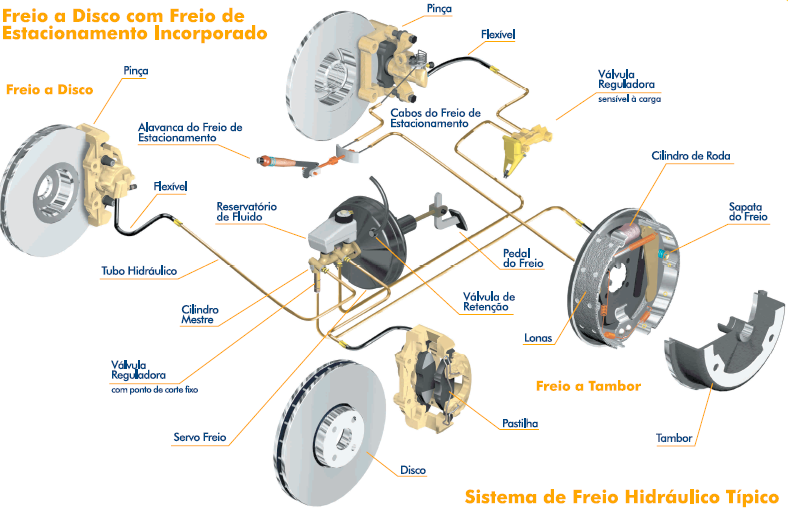 Freio a Disco com Freio de
Estacionamento Incorporado
Pinça
Flexível
Pinça
Freio a Disco
Válvula
Reguladora
sensível à carga
Cabos do Freio de
Estacionamento
Alavanca do Freio de
Estacionamento
Cilindro de Roda
Flexível
Reservatório
de Fluido
Sapata
do Freio
Pedal
do Freio
Tubo Hidráulico
Cilindro
Mestre
Válvula de
Retenção
Lonas
Válvula
Reguladora
com ponto de corte fixo
Freio a Tambor
Servo Freio
Pastilha
Tambor
Disco
Sistema de Freio Hidráulico Típico